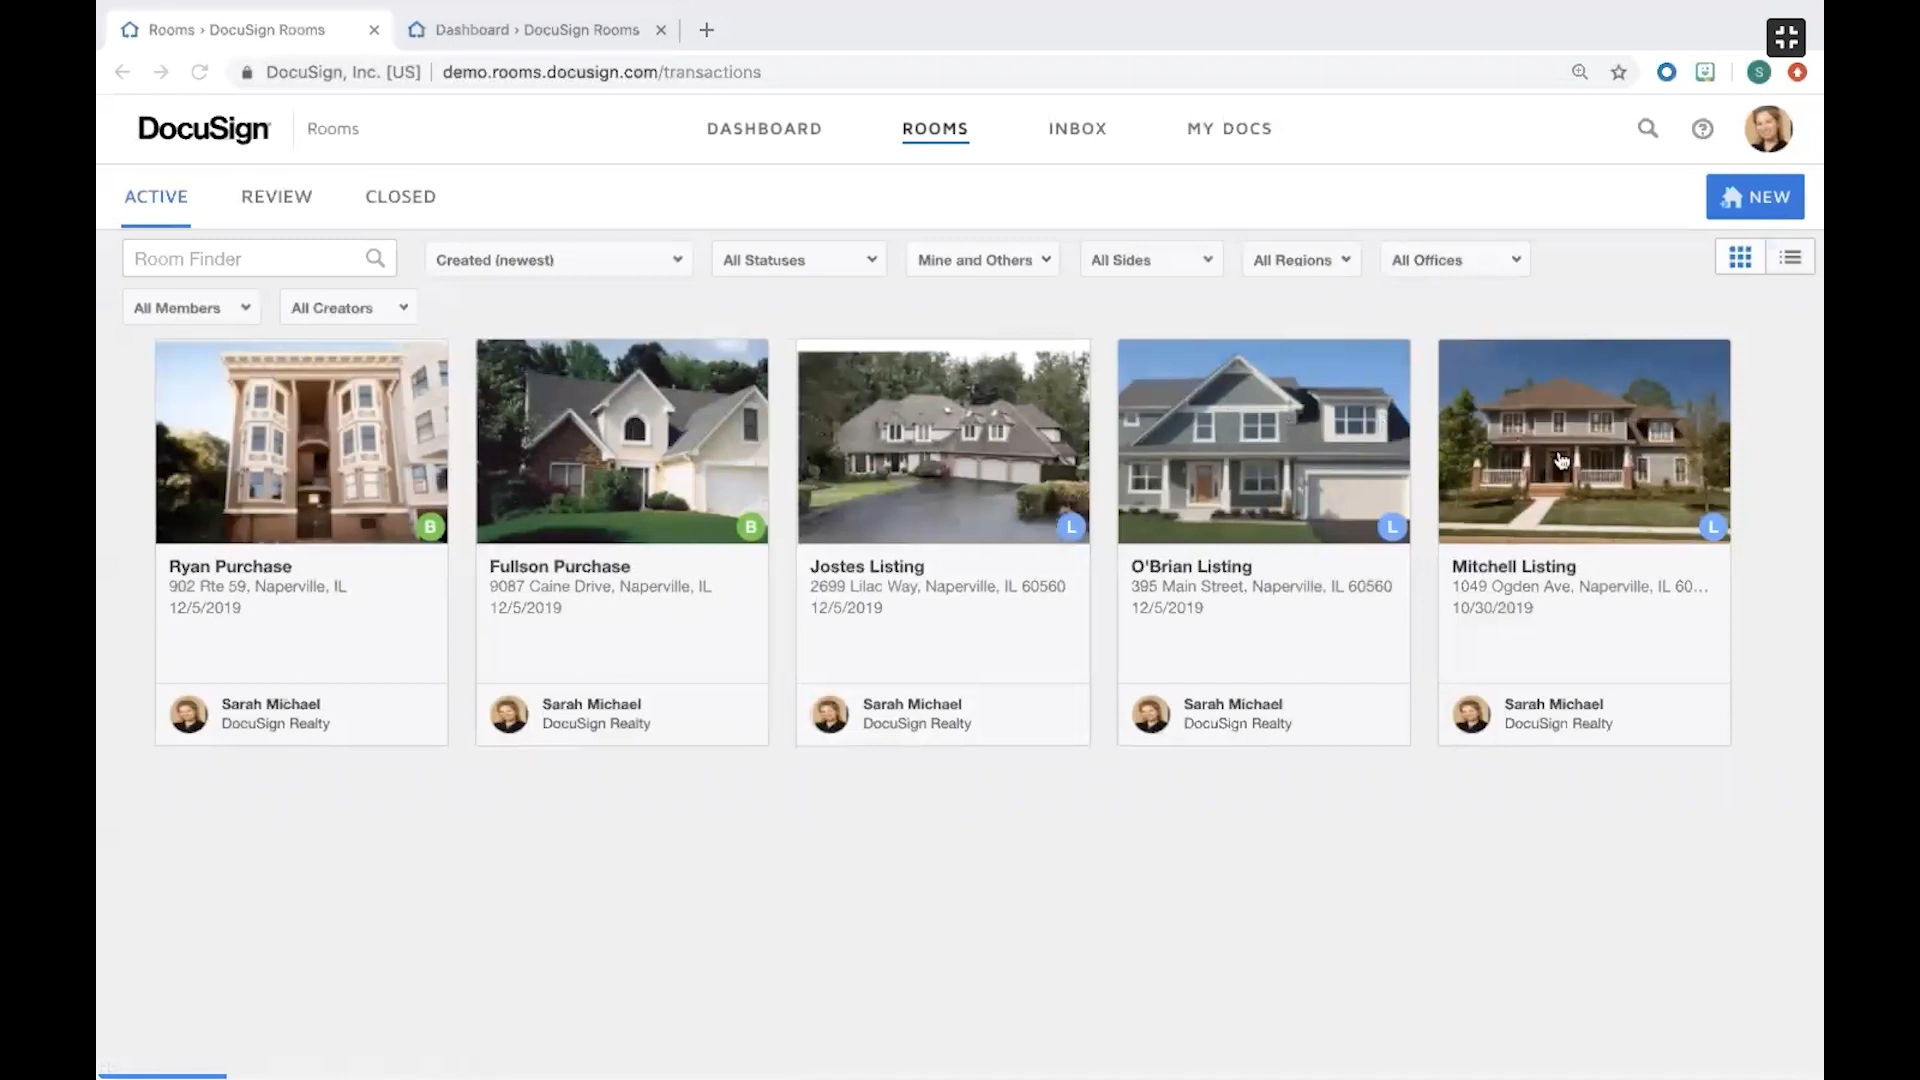 Rooms › DocuSign Rooms
Dashboard › DocuSign Rooms
DocuSign, Inc. [US] | demo.rooms.docusign.com/transactions
S
DocuSign Rooms
DASHBOARD
ROOMS
INBOX
MY DOCS
ACTIVE
REVIEW
CLOSED
NEW
Room Finder
Created (newest)
All Statuses
Mine and Others
All Sides
All Regions
All Offices
All Members
All Creators
B
B
L
L
L
Ryan Purchase
902 Rte 59, Naperville, IL
12/5/2019
Sarah Michael
DocuSign Realty
Fullson Purchase
9087 Caine Drive, Naperville, IL
12/5/2019
Sarah Michael
DocuSign Realty
Jostes Listing
2699 Lilac Way, Naperville, IL 60560
12/5/2019
Sarah Michael
DocuSign Realty
O'Brian Listing
395 Main Street, Naperville, IL 60560
12/5/2019
Sarah Michael
DocuSign Realty
Mitchell Listing
1049 Ogden Ave, Naperville, IL 60...
10/30/2019
Sarah Michael
DocuSign Realty